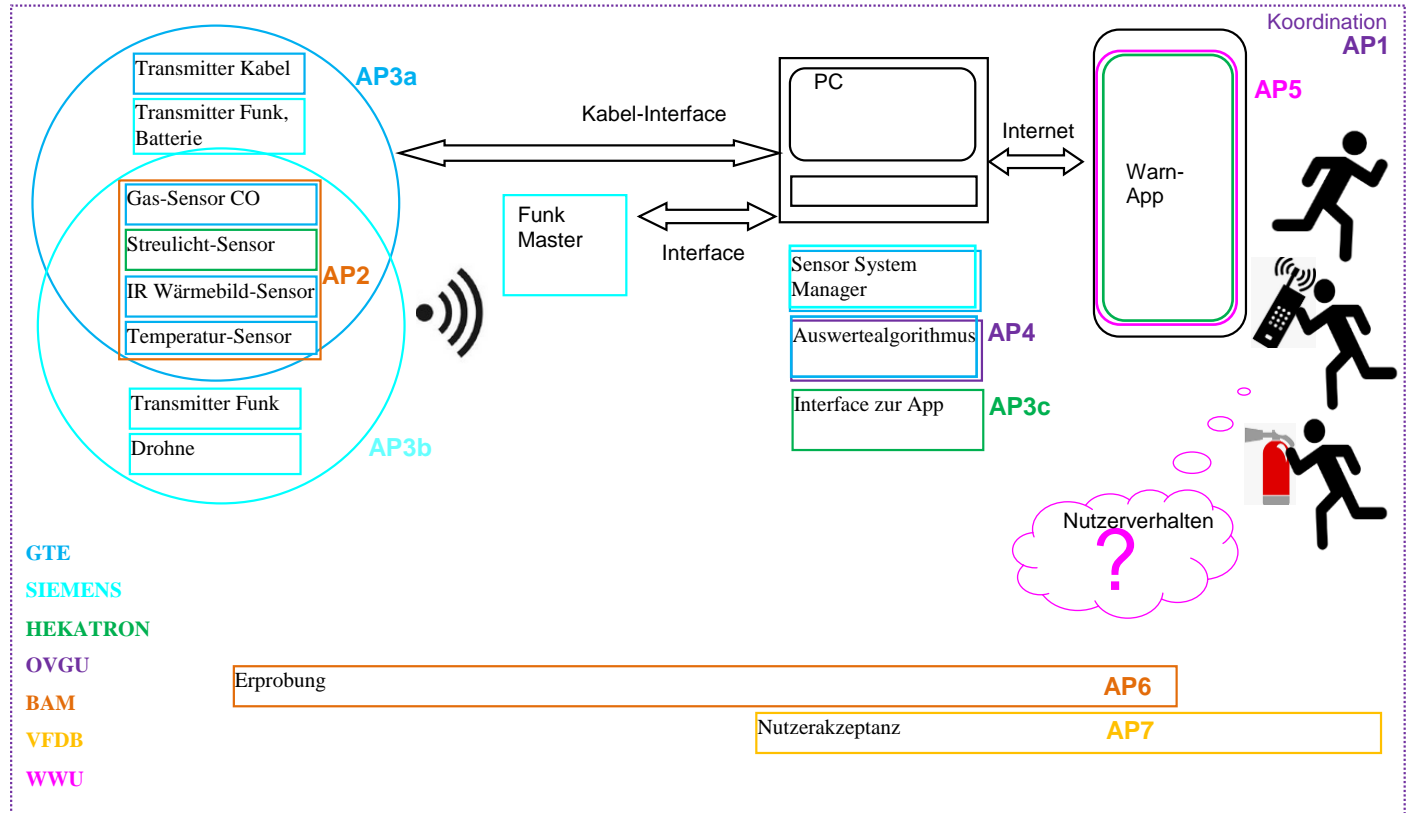 Koordination
AP1
Transmitter Kabel
AP3a
Transmitter Funk,
Batterie
Gas-Sensor CO
Streulicht-Sensor
AP2
IR Wärmebild-Sensor
Temperatur-Sensor
Transmitter Funk
Drohne
AP3b
Kabel-Interface
Funk
Master
Interface
PC
Internet
Sensor System
Manager
Auswertealgorithmus
AP4
Interface zur App
AP3c
Warn-
App
AP5
Nutzerverhalten
?
GTE
SIEMENS
HEKATRON
OVGU
BAM
VFDB
WWU
Erprobung
AP6
Nutzerakzeptanz
AP7